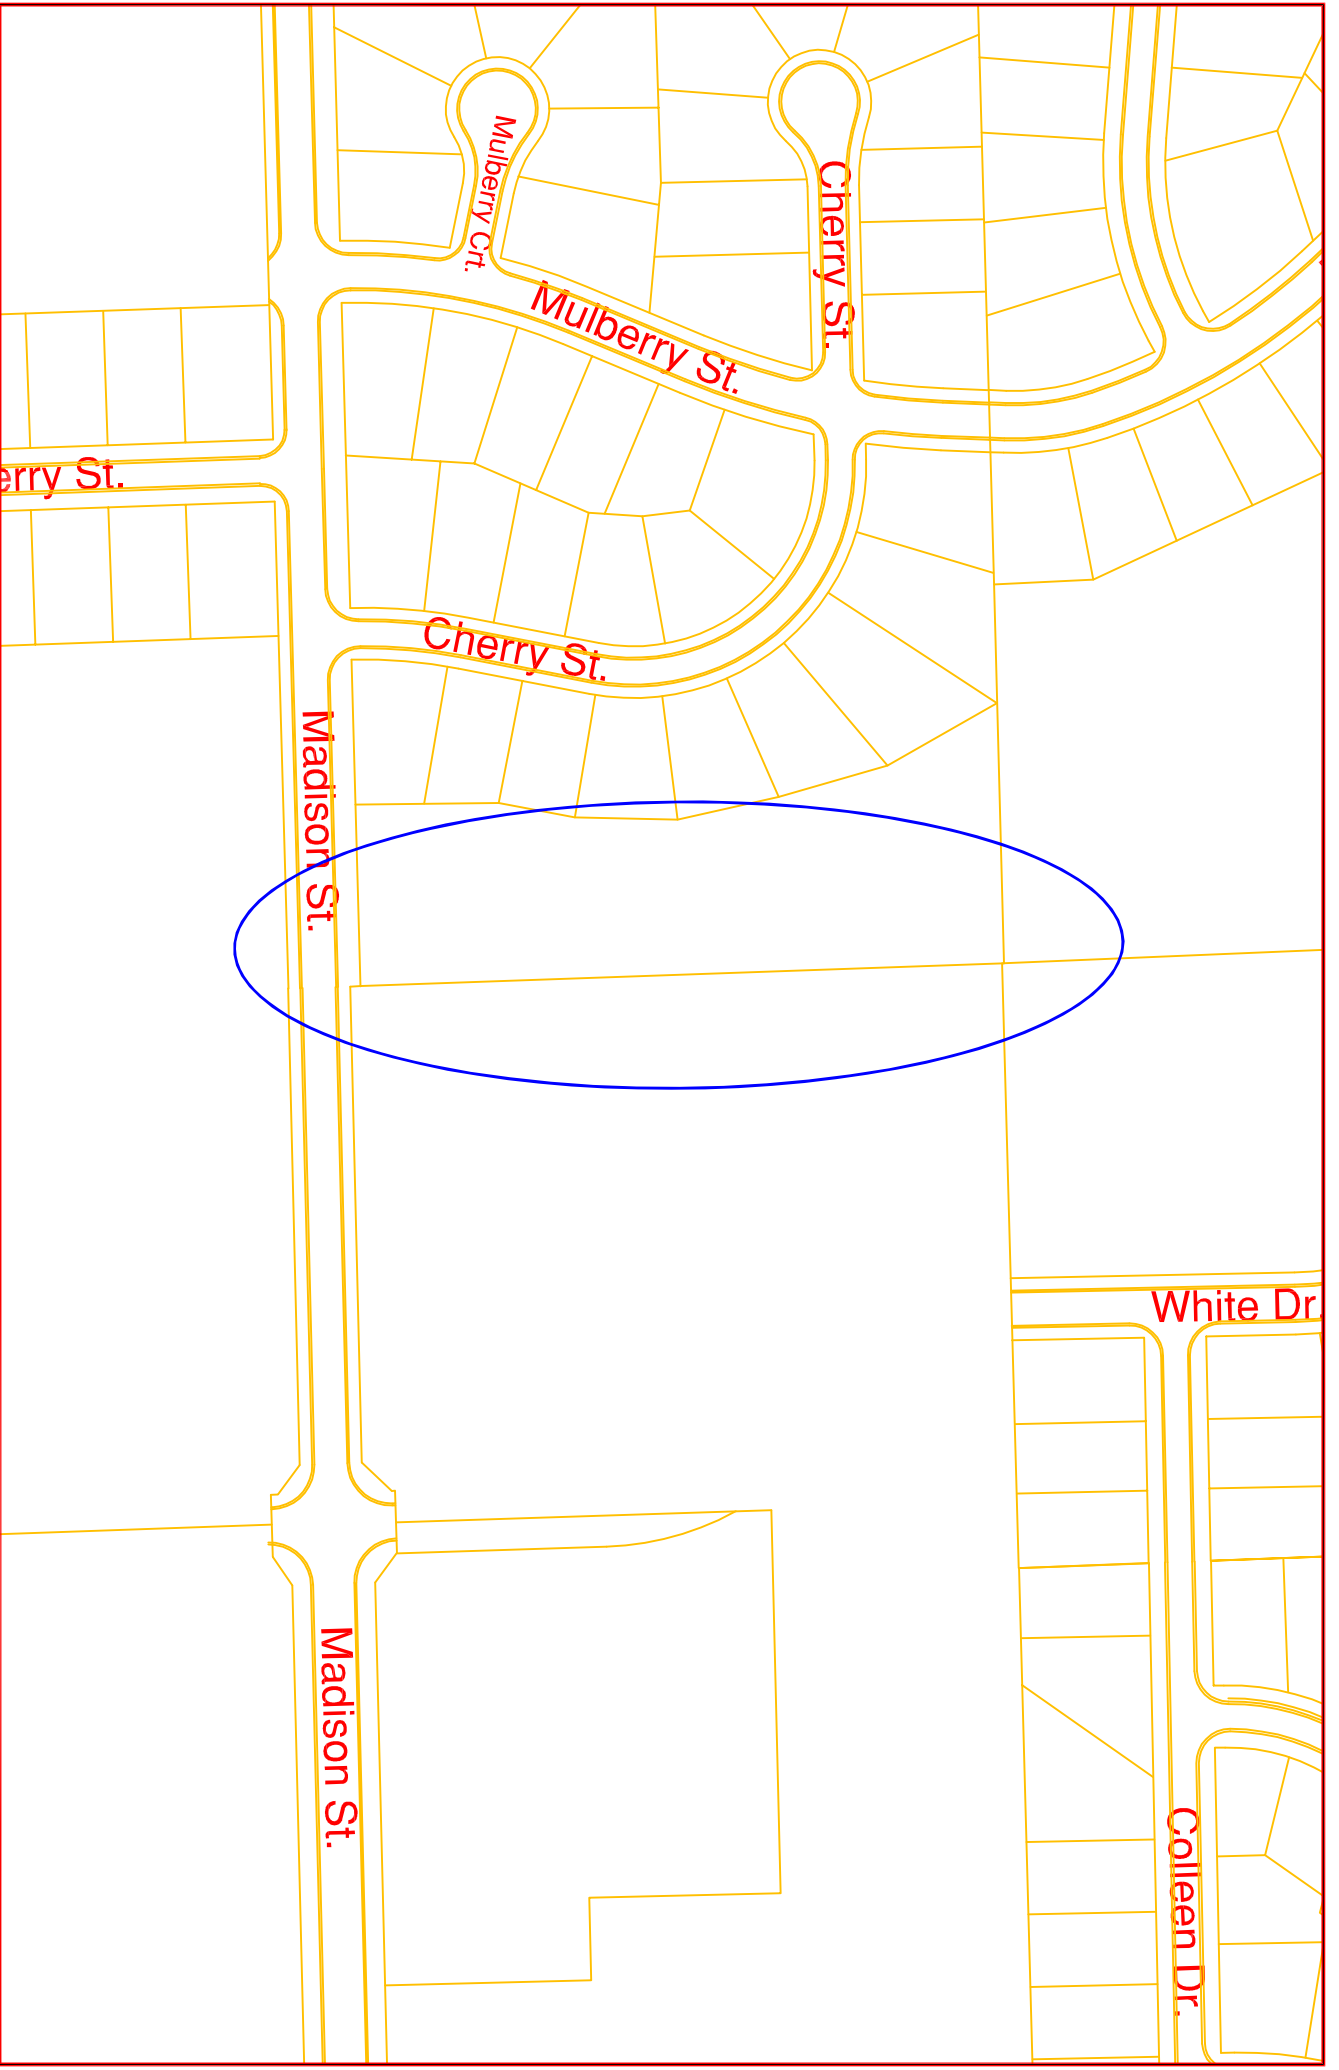 Mulberry Crt.
Cherry St.
Mulberry St.
erry St.
Cherry St.
Madison St.
White Dr.
Madison St.
Colleen Dr.